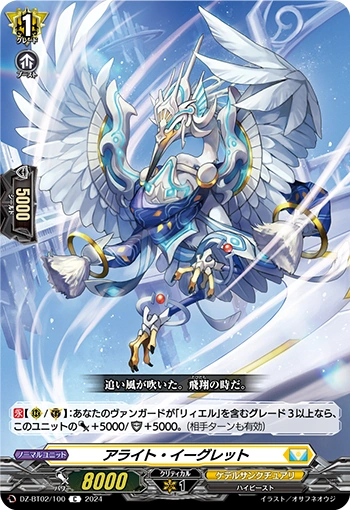 1
グレード
ブースト
5000
シールド
追い風が吹いた。飛翔の時だ。
永【V/R】:あなたのヴァンガードが「リィエル」を含むグレード3以上なら、
このユニットの+5000/+5000。(相手ターンも有効)
ノーマルユニット
アライト・イーグレット
パワー
8000
クリティカル
1
ケテルサンクチュアリ
ハイビースト
DZ-BT02/100 C 2024
イラスト/オサフネオウジ